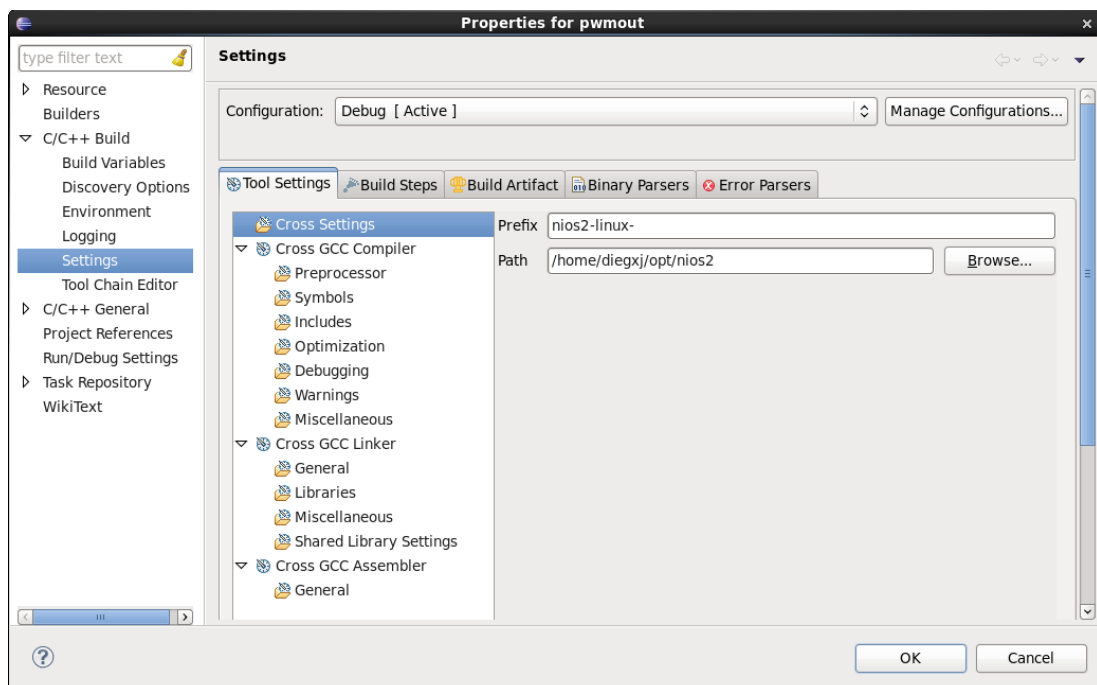 Properties for pwmout
type filter text
Resource
Builders
C/C++ Build
Build Variables
Discovery Options
Environment
Logging
Settings
Tool Chain Editor
C/C++ General
Project References
Run/Debug Settings
Task Repository
WikiText
Settings
Configuration: Debug [ Active ] Manage Configurations...
Tool Settings Build Steps Build Artifact Binary Parsers Error Parsers
Cross Settings
Cross GCC Compiler
Preprocessor
Symbols
Includes
Optimization
Debugging
Warnings
Miscellaneous
Cross GCC Linker
General
Libraries
Miscellaneous
Shared Library Settings
Cross GCC Assembler
General
Prefix nios2-linux-
Path /home/diegxj/opt/nios2 Browse...
OK Cancel